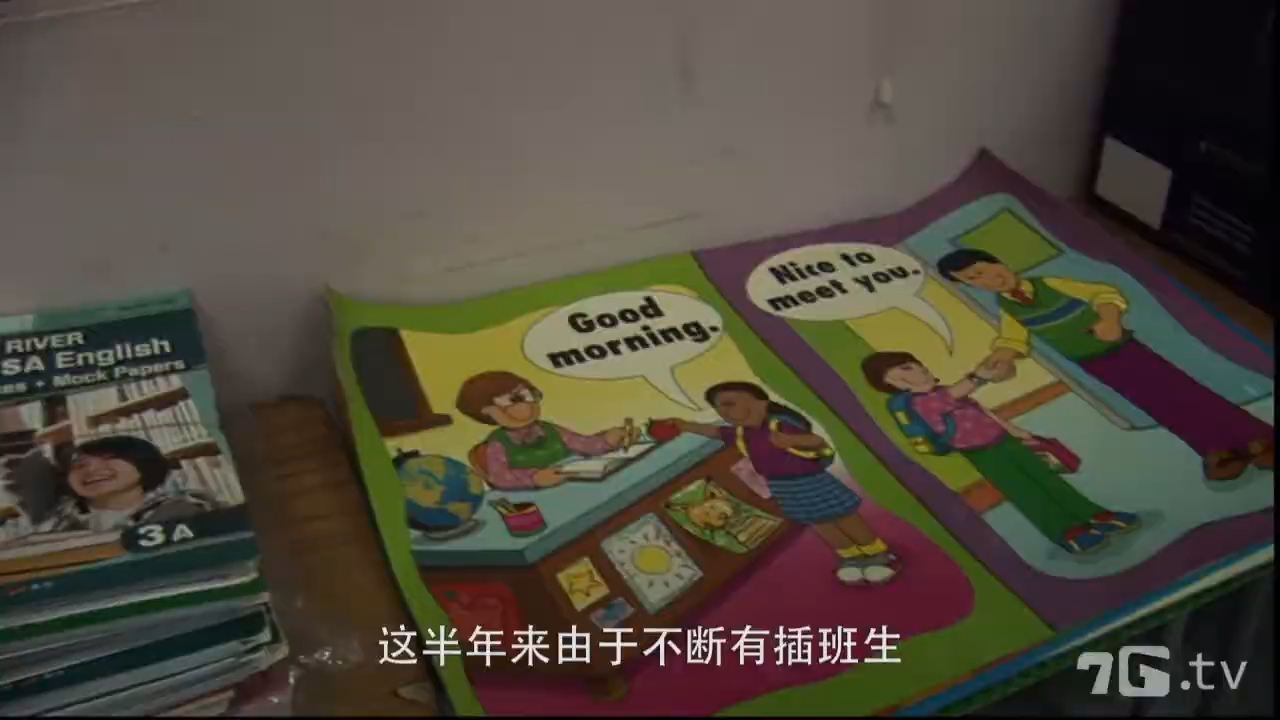 RIVER
SA English
es + Mock Papers
3A
Good
morning.
Nice to
meet you.
这半年来由于不断有插班生
7G.tv